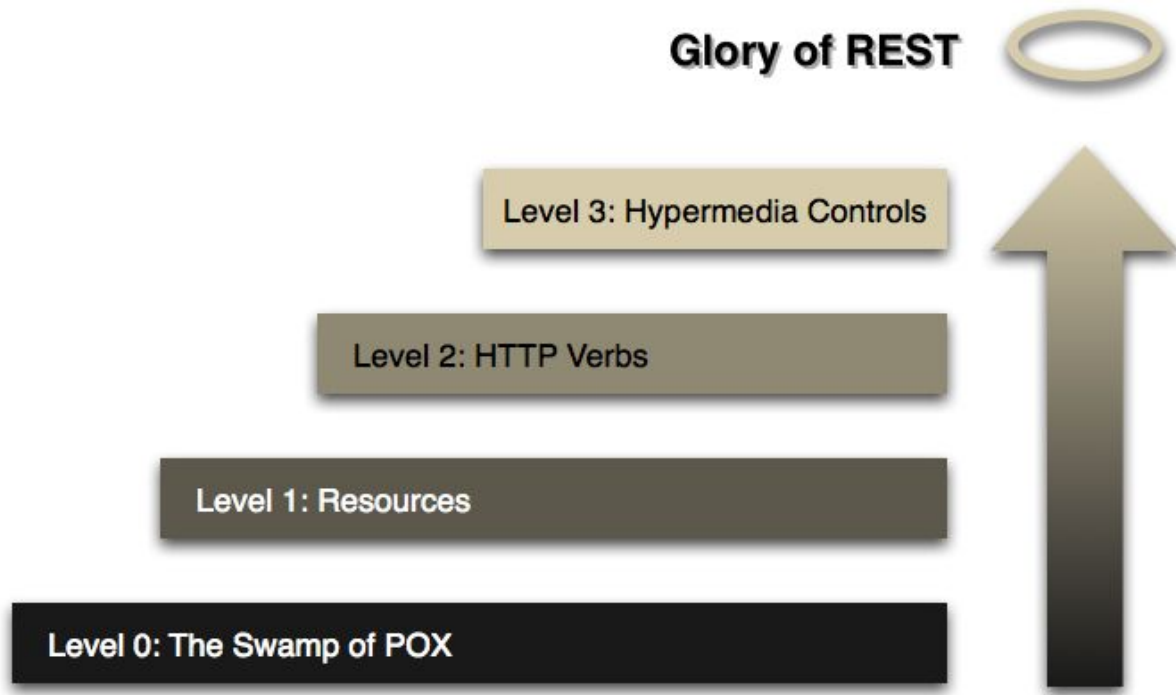 Glory of REST
Level 3: Hypermedia Controls
Level 2: HTTP Verbs
Level 1: Resources
Level 0: The Swamp of POX